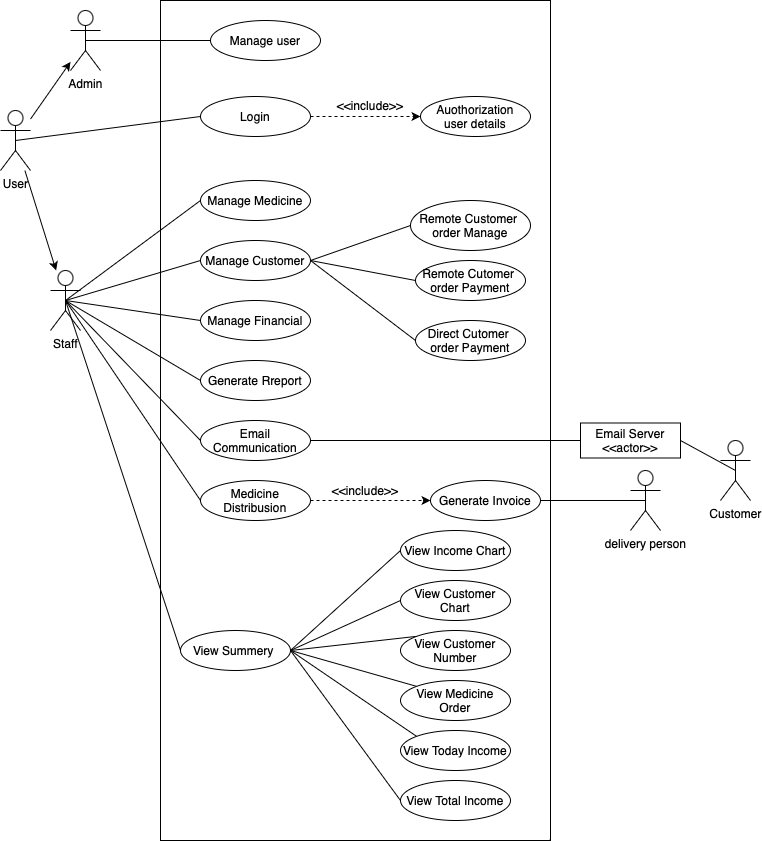 Manage user
Admin
<<include>>
Login
Auothorization
user details
User
Manage Medicine
Remote Customer
order Manage
Manage Customer
Remote Cutomer
order Payment
Manage Financial
Staff
Direct Cutomer
order Payment
Generate Rreport
Email
Communication
Email Server
<<actor>>
Medicine
Distribusion
<<include>>
Generate Invoice
Customer
delivery person
View Income Chart
View Customer
Chart
View Summery
View Customer
Number
View Medicine
Order
View Today Income
View Total Income